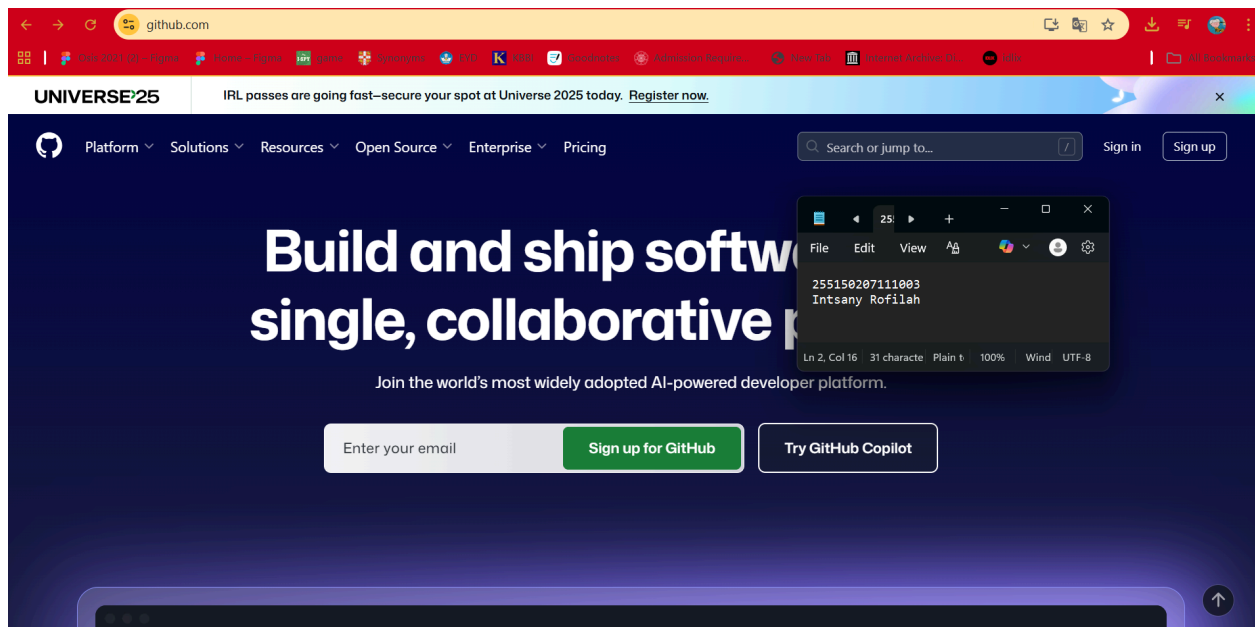 github.com
UNIVERSE'25
IRL passes are going fast—secure your spot at Universe 2025 today. Register now.
Platform Solutions Resources Open Source Enterprise Pricing
Search or jump to... /
Sign in
Sign up
Build and ship softw
single, collaborative p
Join the world's most widely adopted AI-powered developer platform.
Enter your email
Sign up for GitHub
Try GitHub Copilot
25
File Edit View
255150207111003
Intsany Rofilah
Ln 2, Col 16 31 characte Plain t 100% Wind UTF-8